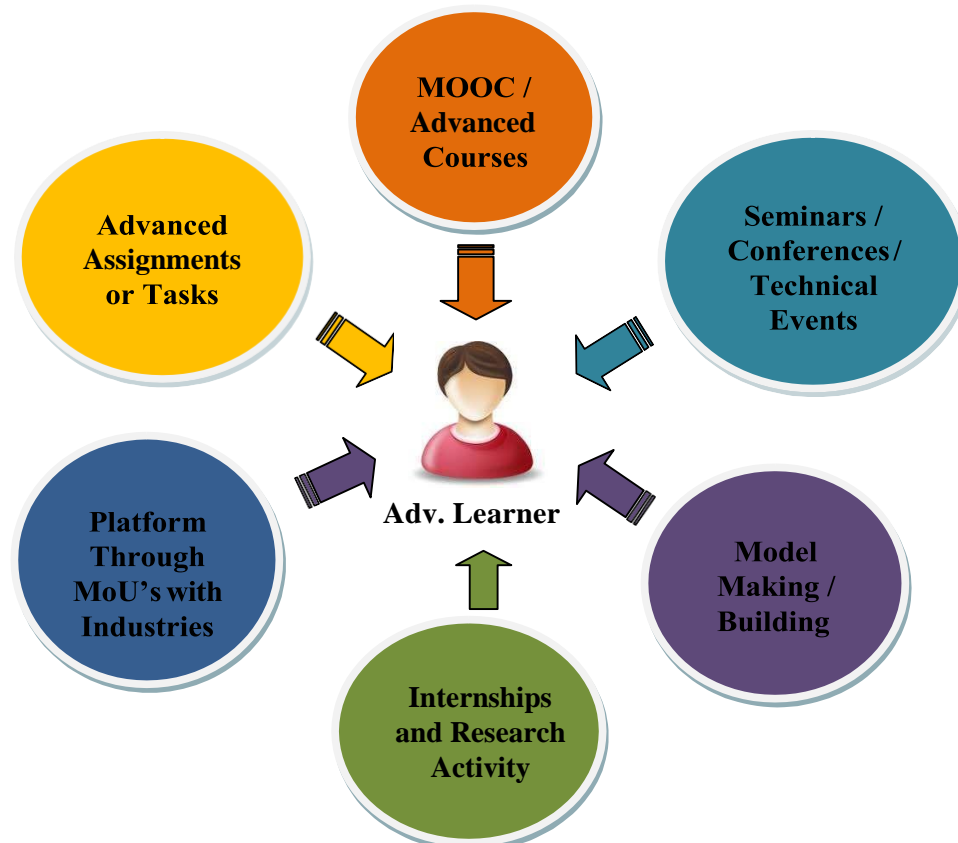 MOOC /
Advanced
Courses
Advanced
Assignments
or Tasks
Seminars /
Conferences /
Technical
Events
Adv. Learner
Platform
Through
MoU’s with
Industries
Model
Making /
Building
Internships
and Research
Activity